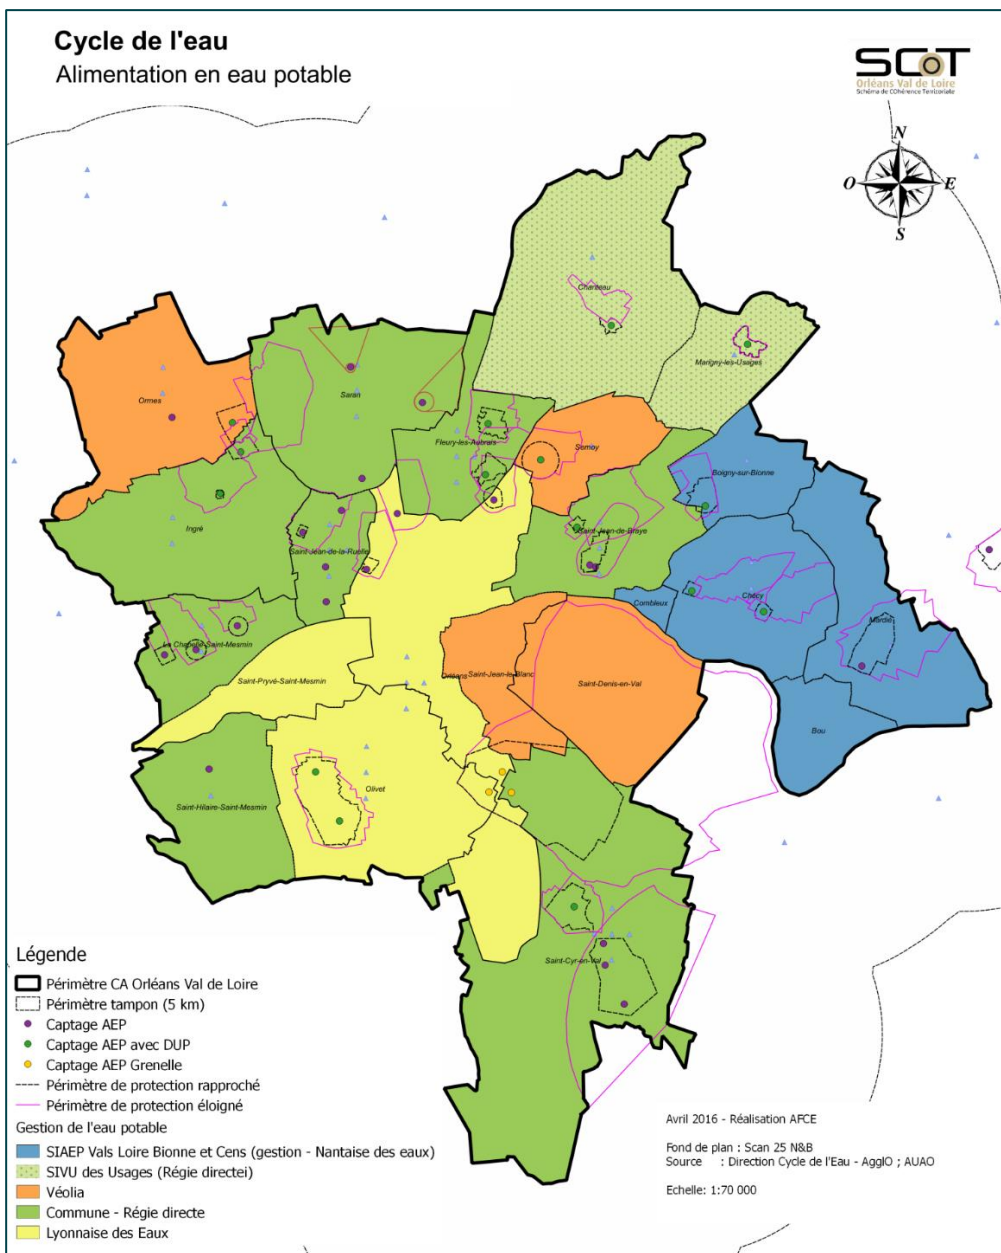 Cycle de l'eau
Alimentation en eau potable
SCOT
Orléans Val de Loire
Schéma de COhérence Territoriale
N
O
E
S
Chanteau
Marigny-les-Usages
Ormes
Saran
Fleury-les-Aubrais
Semoy
Boigny-sur-Bionne
Ingré
Saint-Jean-de-la-Ruelle
Saint-Jean-de-Braye
Combleux
Chécy
Mardié
La Chapelle-Saint-Mesmin
Saint-Pryvé-Saint-Mesmin
Orléans
Saint-Jean-le-Blanc
Saint-Denis-en-Val
Bou
Saint-Hilaire-Saint-Mesmin
Olivet
Saint-Cyr-en-Val
Légende
Périmètre CA Orléans Val de Loire
Périmètre tampon (5 km)
Captage AEP
Captage AEP avec DUP
Captage AEP Grenelle
Périmètre de protection rapproché
Périmètre de protection éloigné
Gestion de l'eau potable
SIAEP Vals Loire Bionne et Cens (gestion - Nantaise des eaux)
SIVU des Usages (Régie directei)
Véolia
Commune - Régie directe
Lyonnaise des Eaux
Avril 2016 - Réalisation AFCE
Fond de plan : Scan 25 N&B
Source : Direction Cycle de l'Eau - AgglO ; AUAO
Echelle: 1:70 000